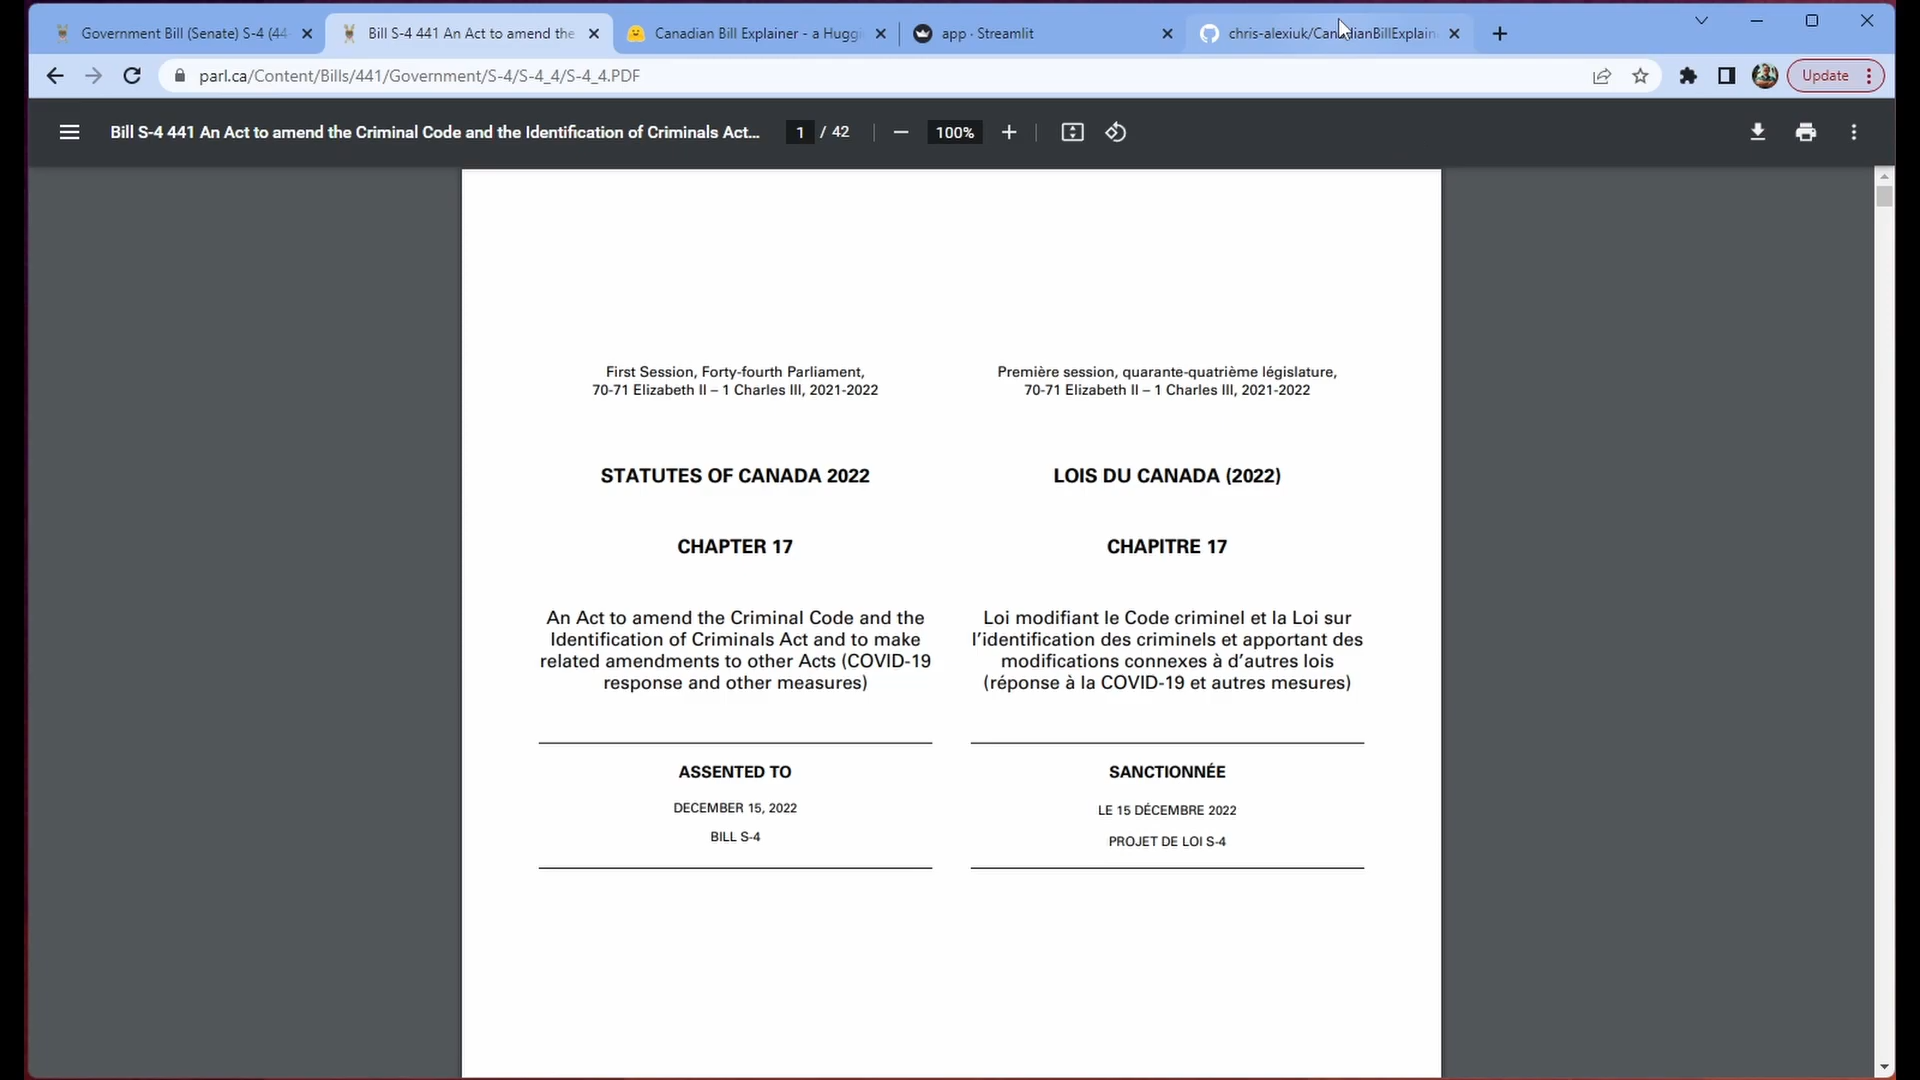 Government Bill (Senate) S-4 (44
Bill S-4 441 An Act to amend the
Canadian Bill Explainer - a Huggi
app · Streamlit
chris-alexiuk/CanadianBillExplain
parl.ca/Content/Bills/441/Government/S-4/S-4_4/S-4_4.PDF
Update
Bill S-4 441 An Act to amend the Criminal Code and the Identification of Criminals Act...
1 / 42
100%
First Session, Forty-fourth Parliament,
70-71 Elizabeth II – 1 Charles III, 2021-2022
STATUTES OF CANADA 2022
CHAPTER 17
An Act to amend the Criminal Code and the
Identification of Criminals Act and to make
related amendments to other Acts (COVID-19
response and other measures)
ASSENTED TO
DECEMBER 15, 2022
BILL S-4
Première session, quarante-quatrième législature,
70-71 Elizabeth II – 1 Charles III, 2021-2022
LOIS DU CANADA (2022)
CHAPITRE 17
Loi modifiant le Code criminel et la Loi sur
l’identification des criminels et apportant des
modifications connexes à d’autres lois
(réponse à la COVID-19 et autres mesures)
SANCTIONNÉE
LE 15 DÉCEMBRE 2022
PROJET DE LOI S-4